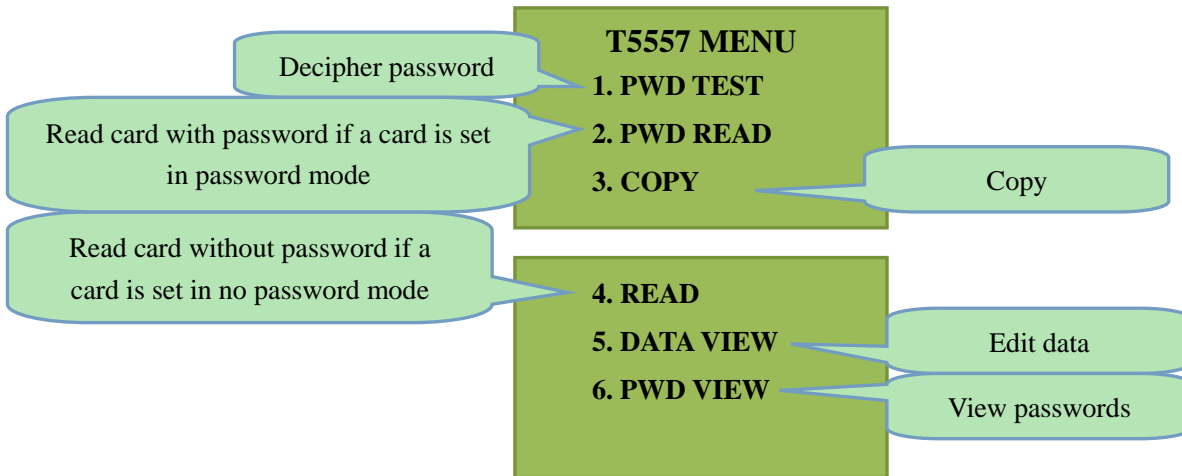 T5557 MENU
Decipher password
1. PWD TEST
Read card with password if a card is set
in password mode
2. PWD READ
3. COPY
Copy
Read card without password if a
card is set in no password mode
4. READ
5. DATA VIEW
Edit data
6. PWD VIEW
View passwords